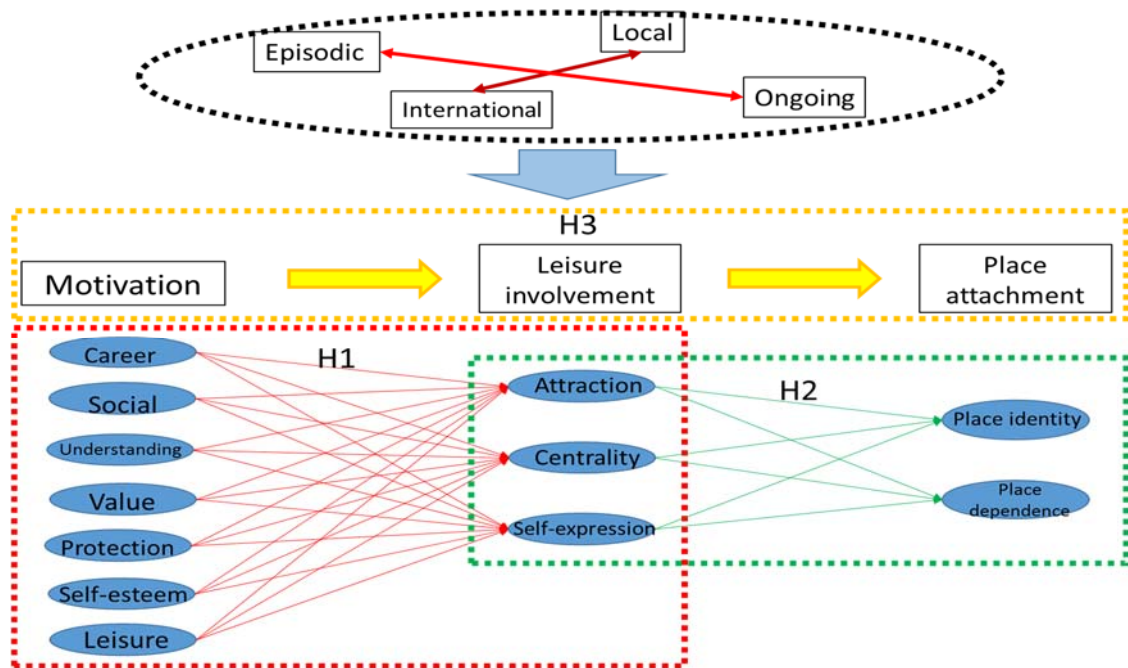 Local
Episodic
International
Ongoing
H3
Motivation
Leisure
involvement
Place
attachment
H1
H2
Career
Social
Understanding
Value
Protection
Self-esteem
Leisure
Attraction
Centrality
Self-expression
Place identity
Place
dependence